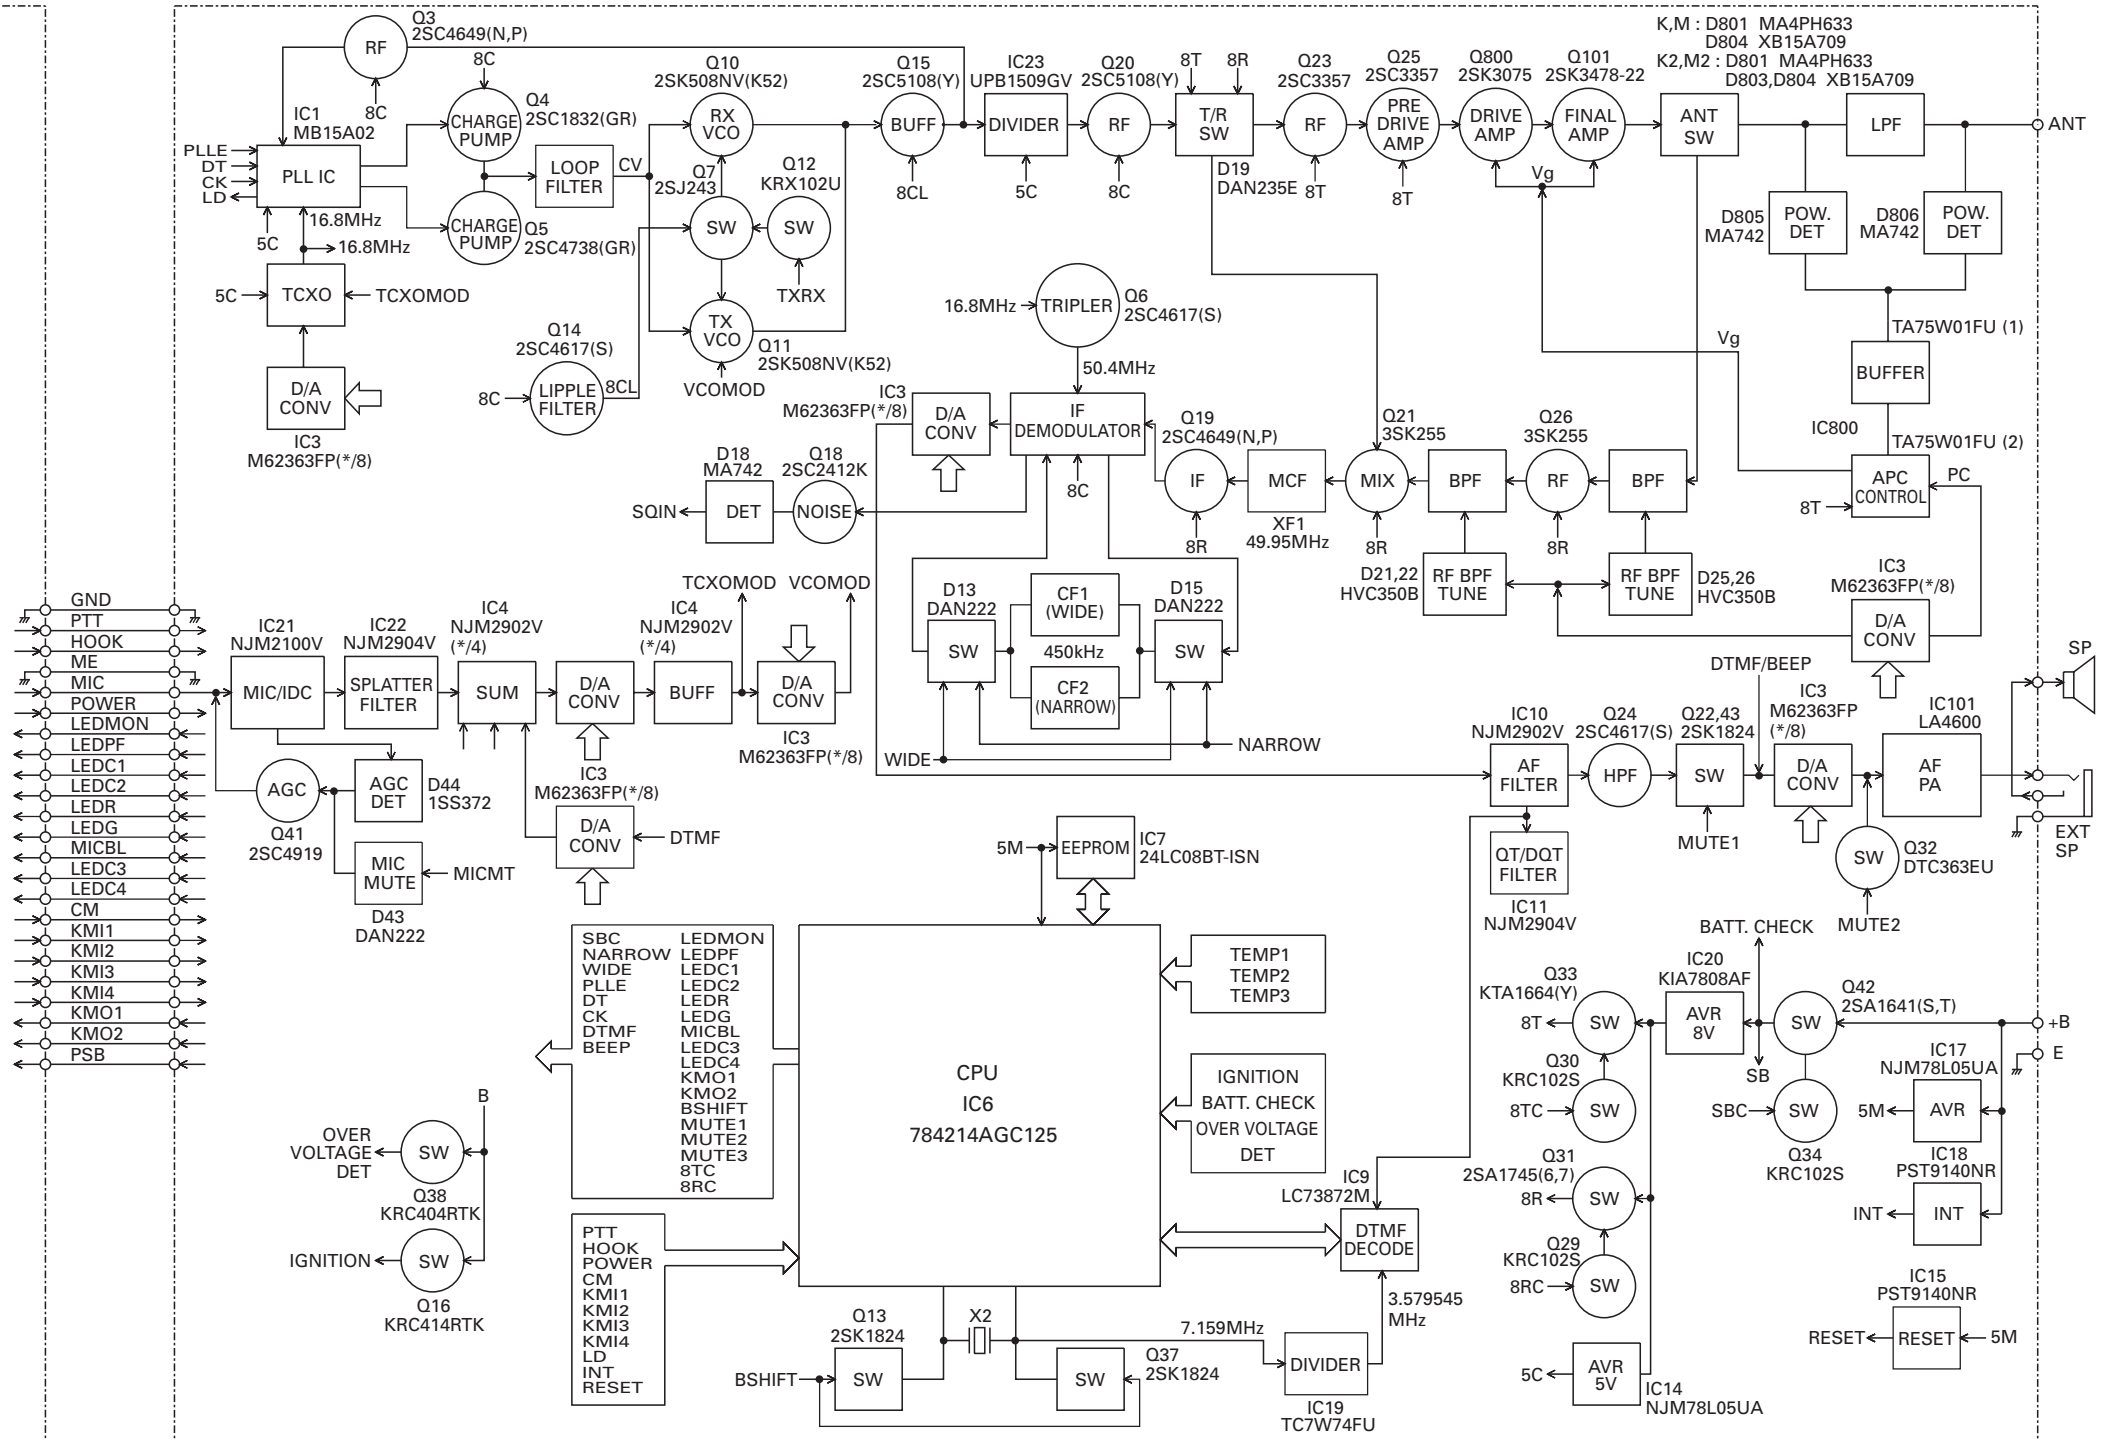 Q3
2SC4649(N,P)
RF
8C
IC1
MB15A02
PLLE
DT
CK
LD
PLL IC
5C
16.8MHz
16.8MHz
5C
TCXO
TCXOMOD
D/A
CONV
IC3
M62363FP(*/8)
8C
CHARGE
PUMP
Q4
2SC1832(GR)
CHARGE
PUMP
Q5
2SC4738(GR)
LOOP
FILTER
CV
Q14
2SC4617(S)
8C
LIPPLE
FILTER
8CL
Q10
2SK508NV(K52)
RX
VCO
Q7
2SJ243
SW
Q12
KRX102U
SW
TXRX
TX
VCO
Q11
2SK508NV(K52)
VCOMOD
Q15
2SC5108(Y)
BUFF
8CL
IC23
UPB1509GV
DIVIDER
5C
Q20
2SC5108(Y)
RF
8C
8T
8R
T/R
SW
D19
DAN235E
Q23
2SC3357
RF
8T
Q25
2SC3357
PRE
DRIVE
AMP
8T
Q800
2SK3075
DRIVE
AMP
Q101
2SK3478-22
FINAL
AMP
Vg
K,M : D801 MA4PH633
D804 XB15A709
K2,M2 : D801 MA4PH633
D803,D804 XB15A709
ANT
SW
LPF
ANT
D805
MA742
POW.
DET
D806
MA742
POW.
DET
TA75W01FU (1)
BUFFER
IC800
TA75W01FU (2)
APC
CONTROL
PC
8T
Vg
IC3
M62363FP(*/8)
D/A
CONV
16.8MHz
TRIPLER
Q6
2SC4617(S)
50.4MHz
IC3
M62363FP(*/8)
D/A
CONV
IF
DEMODULATOR
8C
D18
MA742
SQIN
DET
Q18
2SC2412K
NOISE
Q19
2SC4649(N,P)
IF
8R
MCF
XF1
49.95MHz
Q21
3SK255
MIX
8R
BPF
Q26
3SK255
RF
8R
BPF
D21,22
HVC350B
RF BPF
TUNE
RF BPF
TUNE
D25,26
HVC350B
D13
DAN222
SW
CF1
(WIDE)
450kHz
CF2
(NARROW)
D15
DAN222
SW
WIDE
NARROW
GND
PTT
HOOK
ME
MIC
POWER
LEDMON
LEDPF
LEDC1
LEDC2
LEDR
LEDG
MICBL
LEDC3
LEDC4
CM
KMI1
KMI2
KMI3
KMI4
KMO1
KMO2
PSB
IC21
NJM2100V
MIC/IDC
IC22
NJM2904V
SPLATTER
FILTER
IC4
NJM2902V
(*/4)
SUM
D/A
CONV
IC3
M62363FP(*/8)
IC4
NJM2902V
(*/4)
BUFF
TCXOMOD
VCOMOD
D/A
CONV
IC3
M62363FP(*/8)
AGC
Q41
2SC4919
AGC
DET
D44
1SS372
MIC
MUTE
MICMT
D43
DAN222
D/A
CONV
DTMF
IC10
NJM2902V
AF
FILTER
Q24
2SC4617(S)
HPF
Q22,43
2SK1824
SW
MUTE1
DTMF/BEEP
IC3
M62363FP
(*/8)
D/A
CONV
IC101
LA4600
AF
PA
SP
EXT
SP
Q32
DTC363EU
SW
MUTE2
QT/DQT
FILTER
IC11
NJM2904V
5M
EEPROM
IC7
24LC08BT-ISN
SBC
NARROW
WIDE
PLLE
DT
CK
DTMF
BEEP
LEDMON
LEDPF
LEDC1
LEDC2
LEDR
LEDG
MICBL
LEDC3
LEDC4
KMO1
KMO2
BSHIFT
MUTE1
MUTE2
MUTE3
8TC
8RC
CPU
IC6
784214AGC125
TEMP1
TEMP2
TEMP3
IGNITION
BATT. CHECK
OVER VOLTAGE
DET
PTT
HOOK
POWER
CM
KMI1
KMI2
KMI3
KMI4
LD
INT
RESET
B
OVER
VOLTAGE
DET
SW
Q38
KRC404RTK
IGNITION
SW
Q16
KRC414RTK
IC9
LC73872M
DTMF
DECODE
3.579545
MHz
7.159MHz
DIVIDER
IC19
TC7W74FU
Q13
2SK1824
BSHIFT
SW
X2
SW
Q37
2SK1824
BATT. CHECK
Q33
KTA1664(Y)
8T
SW
IC20
KIA7808AF
AVR
8V
SB
Q42
2SA1641(S,T)
SW
+B
E
Q30
KRC102S
8TC
SW
SBC
SW
Q34
KRC102S
IC17
NJM78L05UA
5M
AVR
IC18
PST9140NR
INT
INT
Q31
2SA1745(6,7)
8R
SW
Q29
KRC102S
8RC
SW
5C
AVR
5V
IC14
NJM78L05UA
IC15
PST9140NR
RESET
RESET
5M